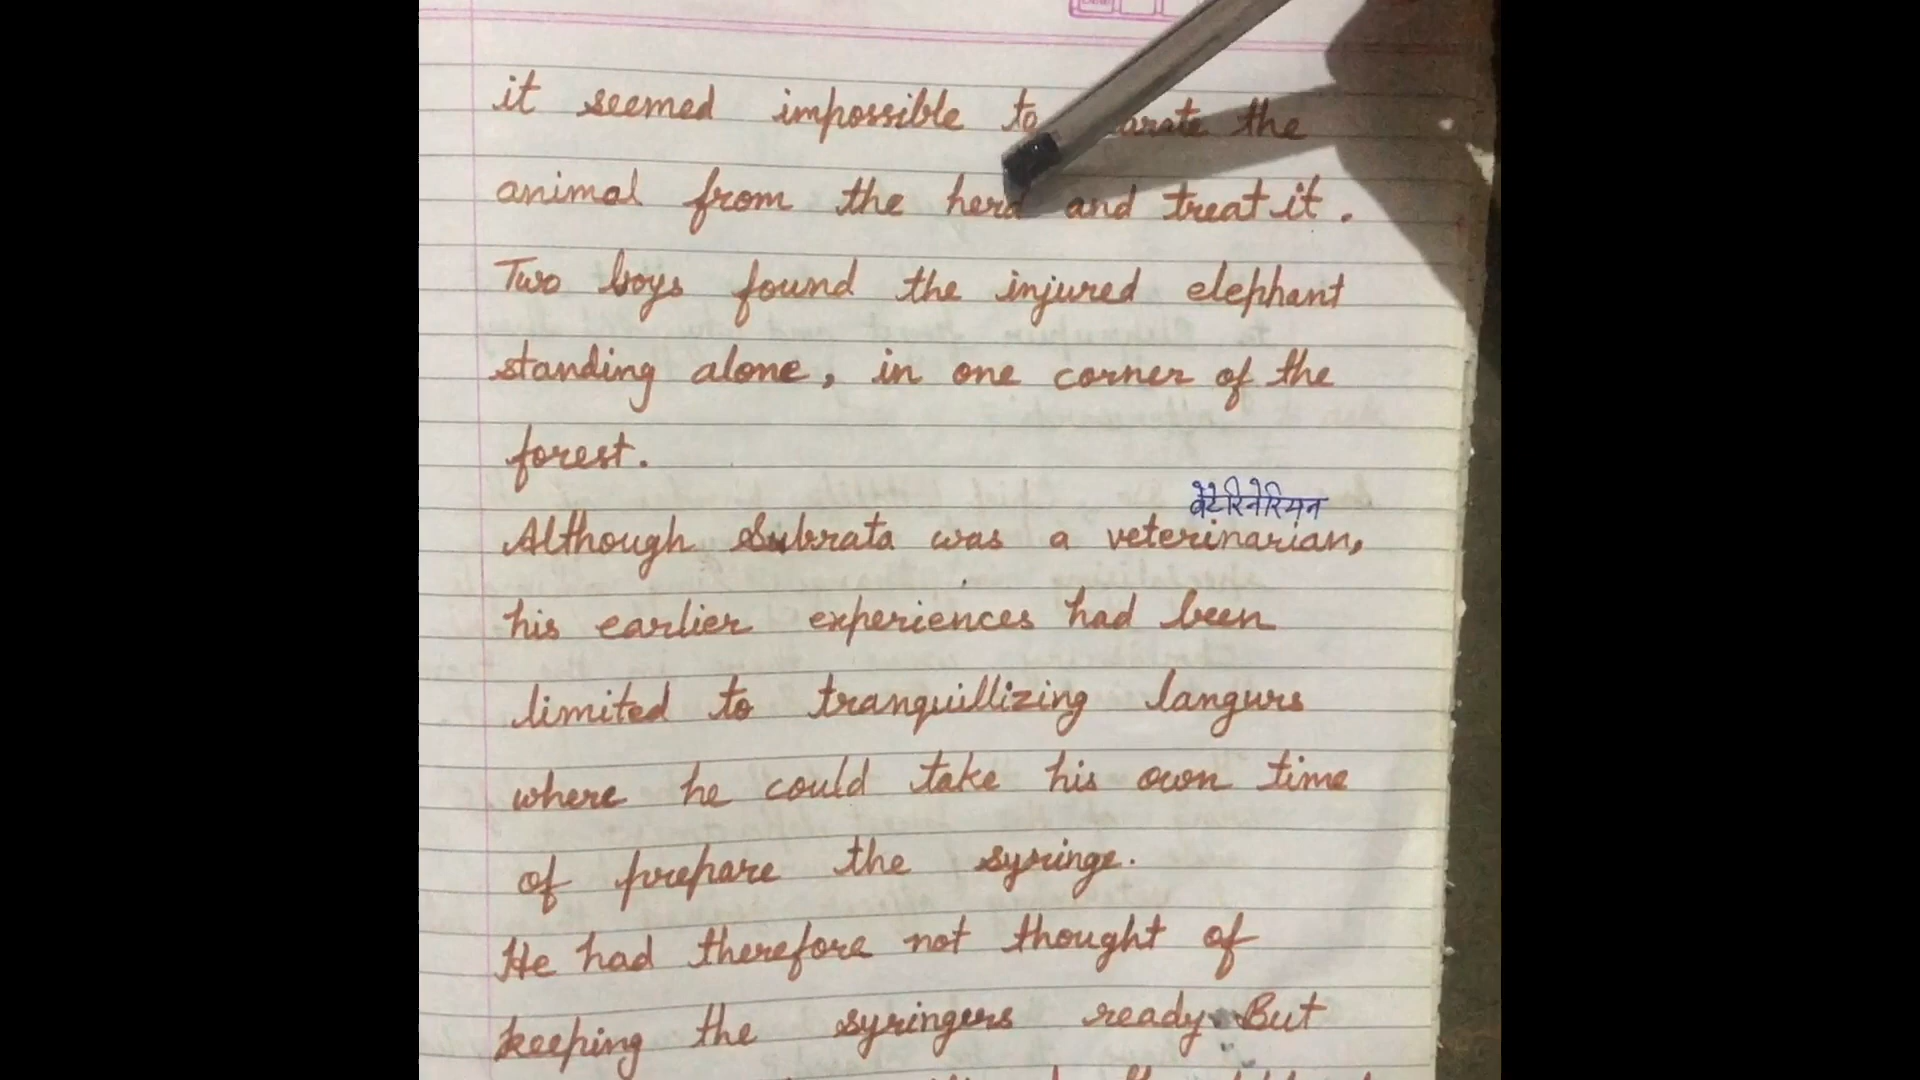 it seemed impossible to the
animal from the herd and treat it.
Two boys found the injured elephant
standing alone, in one corner of the
forest.
वेटेरिनेरियन
Although Subrata was a veterinarian,
his earlier experiences had been
limited to tranquillizing langurs
where he could take his own time
of prepare the syringe.
He had therefore not thought of
keeping the syringers ready. But